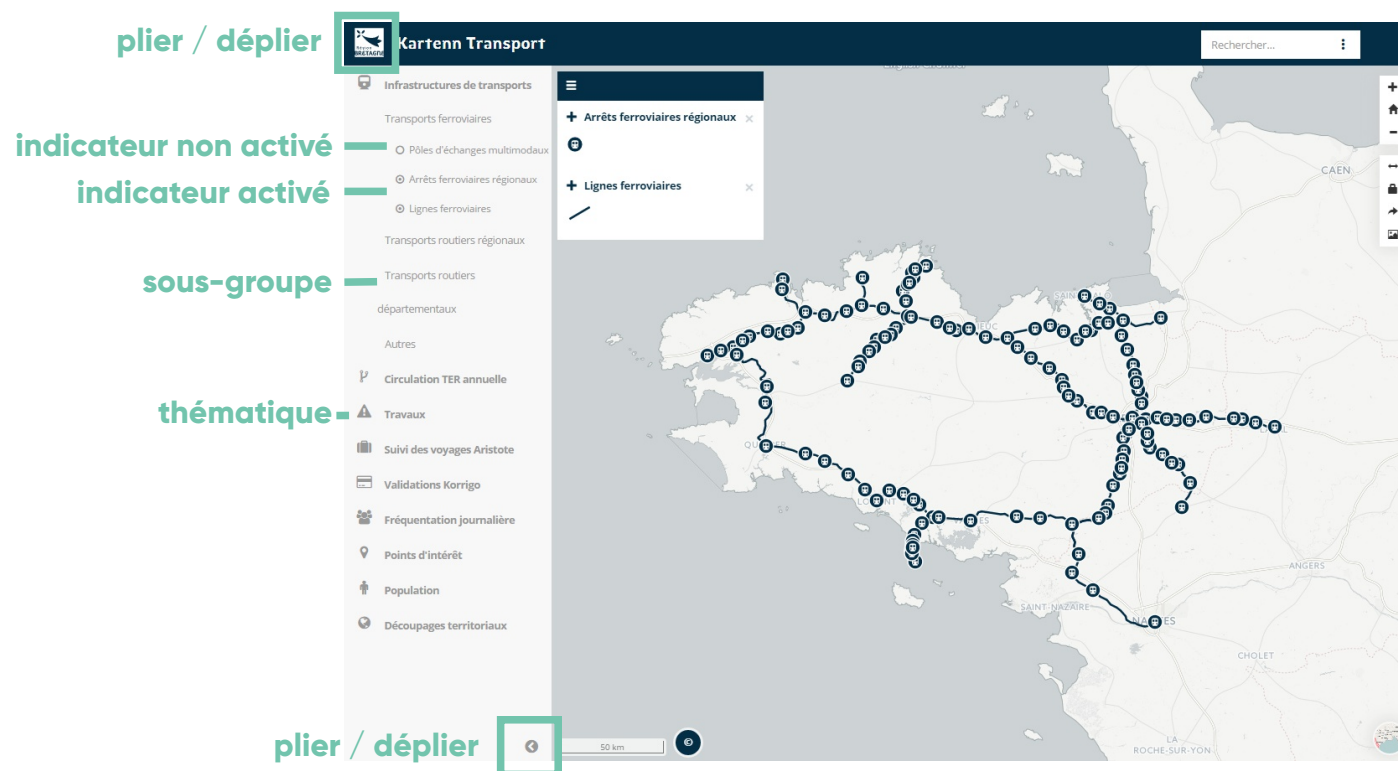 plier / déplier
Région
BRETAGNE
Kartenn Transport
Rechercher...
Infrastructures de transports
Transports ferroviaires
indicateur non activé
Pôles d'échanges multimodaux
indicateur activé
Arrêts ferroviaires régionaux
Lignes ferroviaires
Transports routiers régionaux
sous-groupe
Transports routiers
départementaux
Autres
Circulation TER annuelle
thématique
Travaux
Suivi des voyages Aristote
Validations Korrigo
Fréquentation journalière
Points d'intérêt
Population
Découpages territoriaux
plier / déplier
Arrêts ferroviaires régionaux ×
Lignes ferroviaires ×
CAEN
ANGERS
SAINT-NAZAIRE
CHOLET
LA
ROCHE-SUR-YON
50 km
©